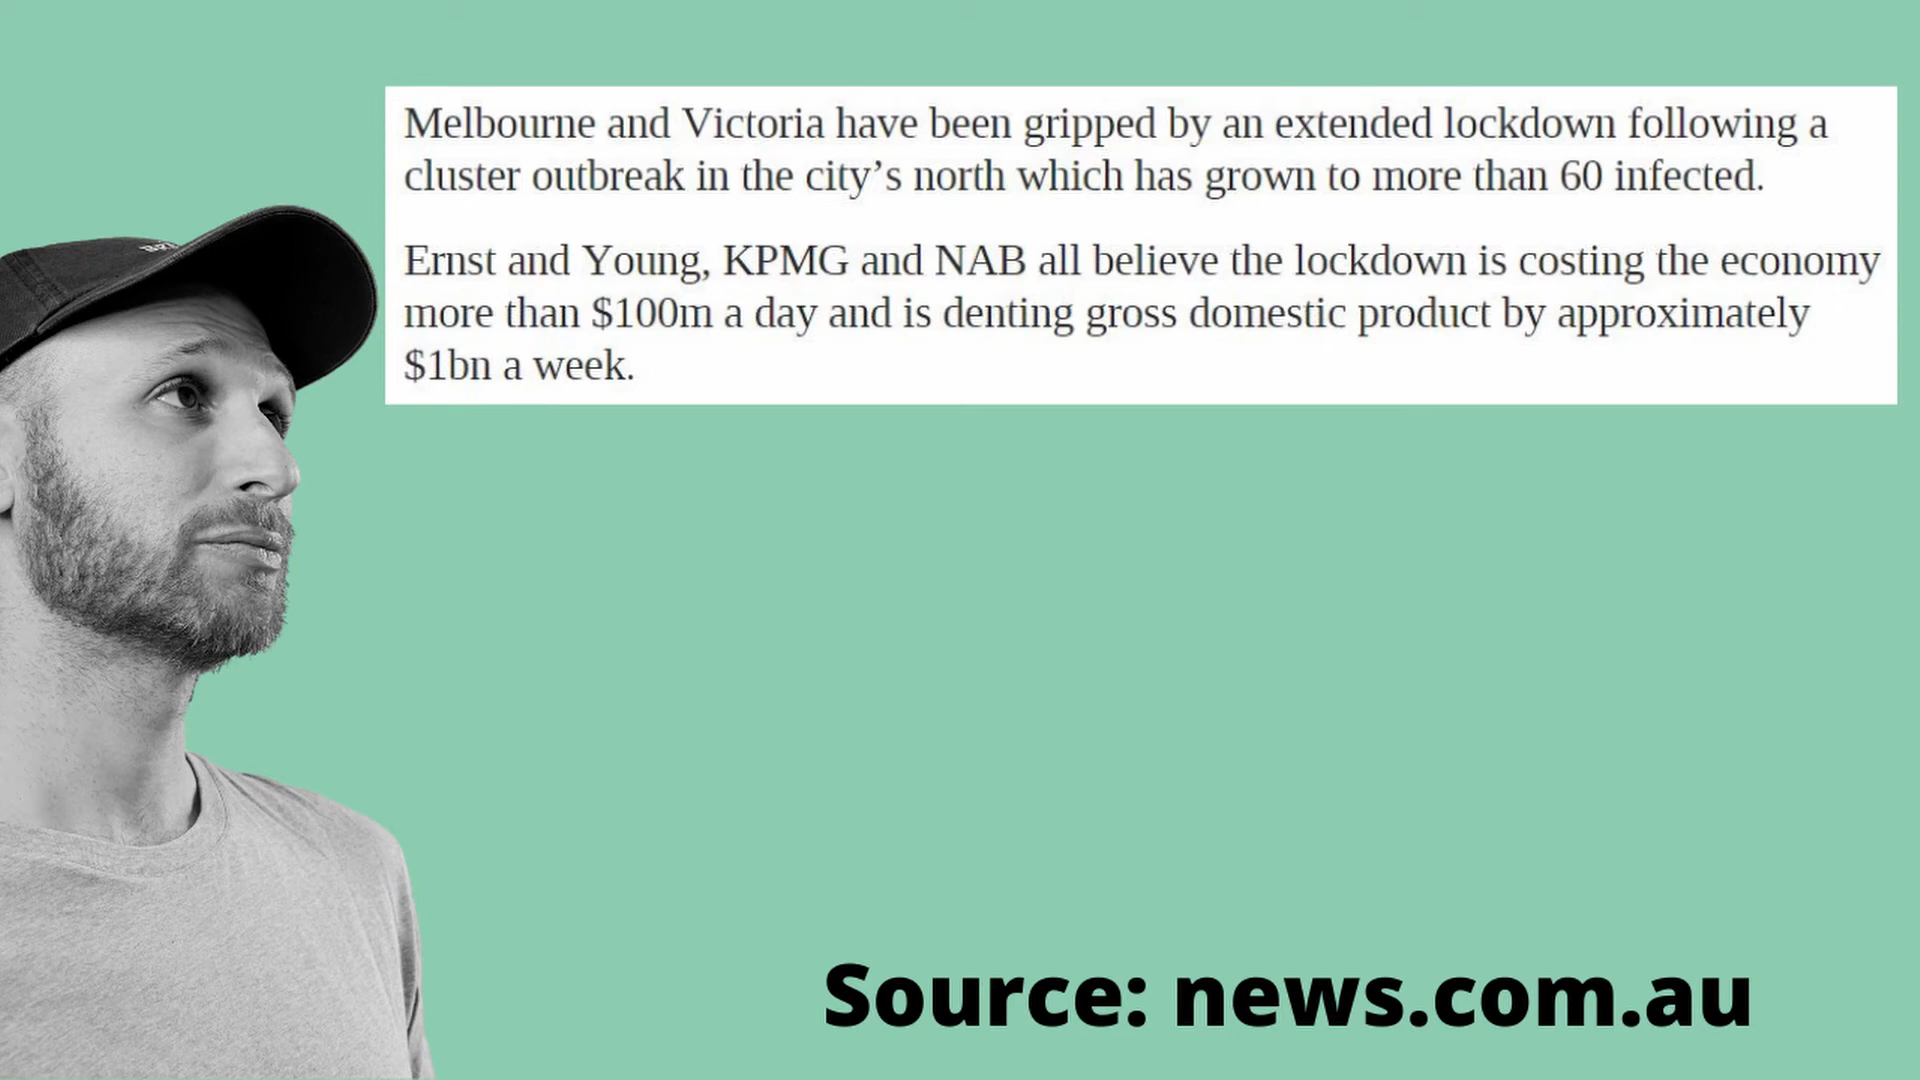 Melbourne and Victoria have been gripped by an extended lockdown following a
cluster outbreak in the city’s north which has grown to more than 60 infected.
Ernst and Young, KPMG and NAB all believe the lockdown is costing the economy
more than $100m a day and is denting gross domestic product by approximately
$1bn a week.
Source: news.com.au